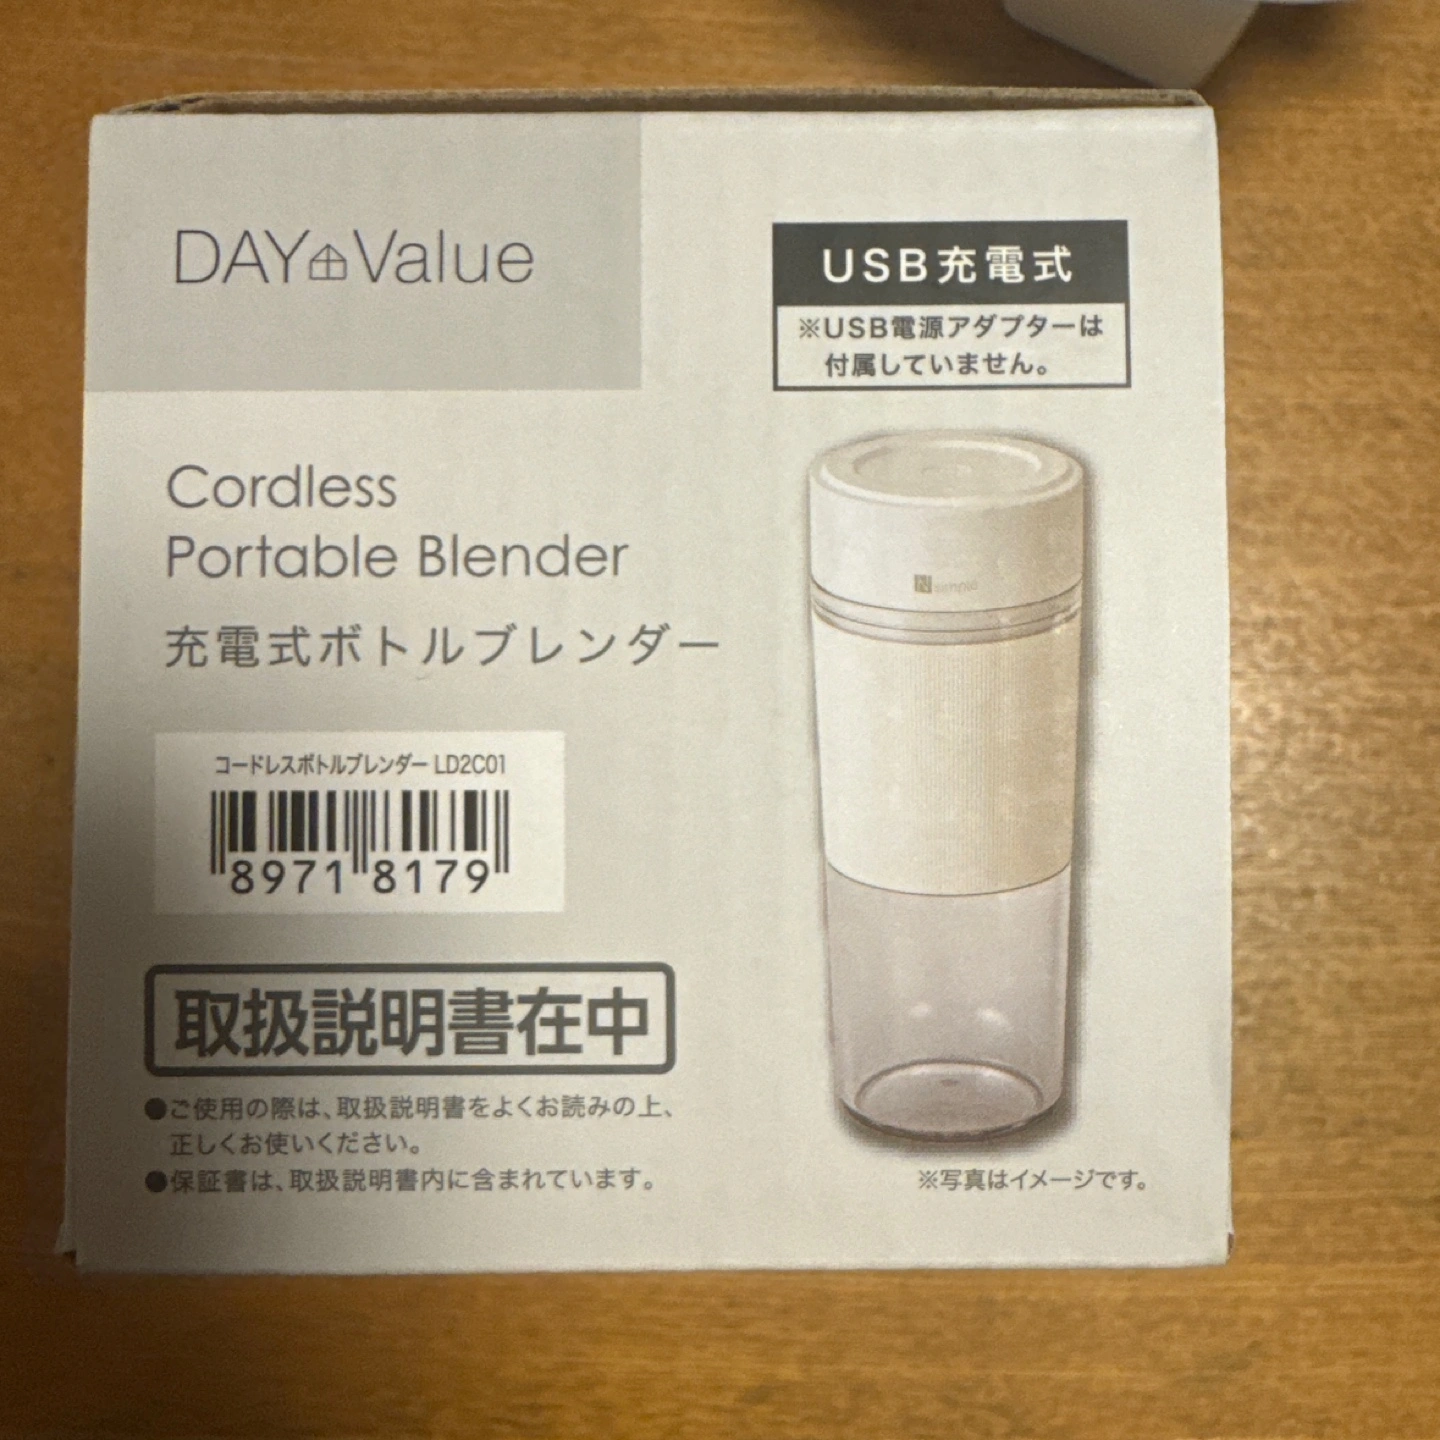 DAY Value
USB充電式
※USB電源アダプターは
付属していません。
Cordless
Portable Blender
充電式ボトルブレンダー
N simple
コードレスボトルブレンダー LD2C01
8971 8179
取扱説明書在中
●ご使用の際は、取扱説明書をよくお読みの上、
正しくお使いください。
●保証書は、取扱説明書内に含まれています。
※写真はイメージです。